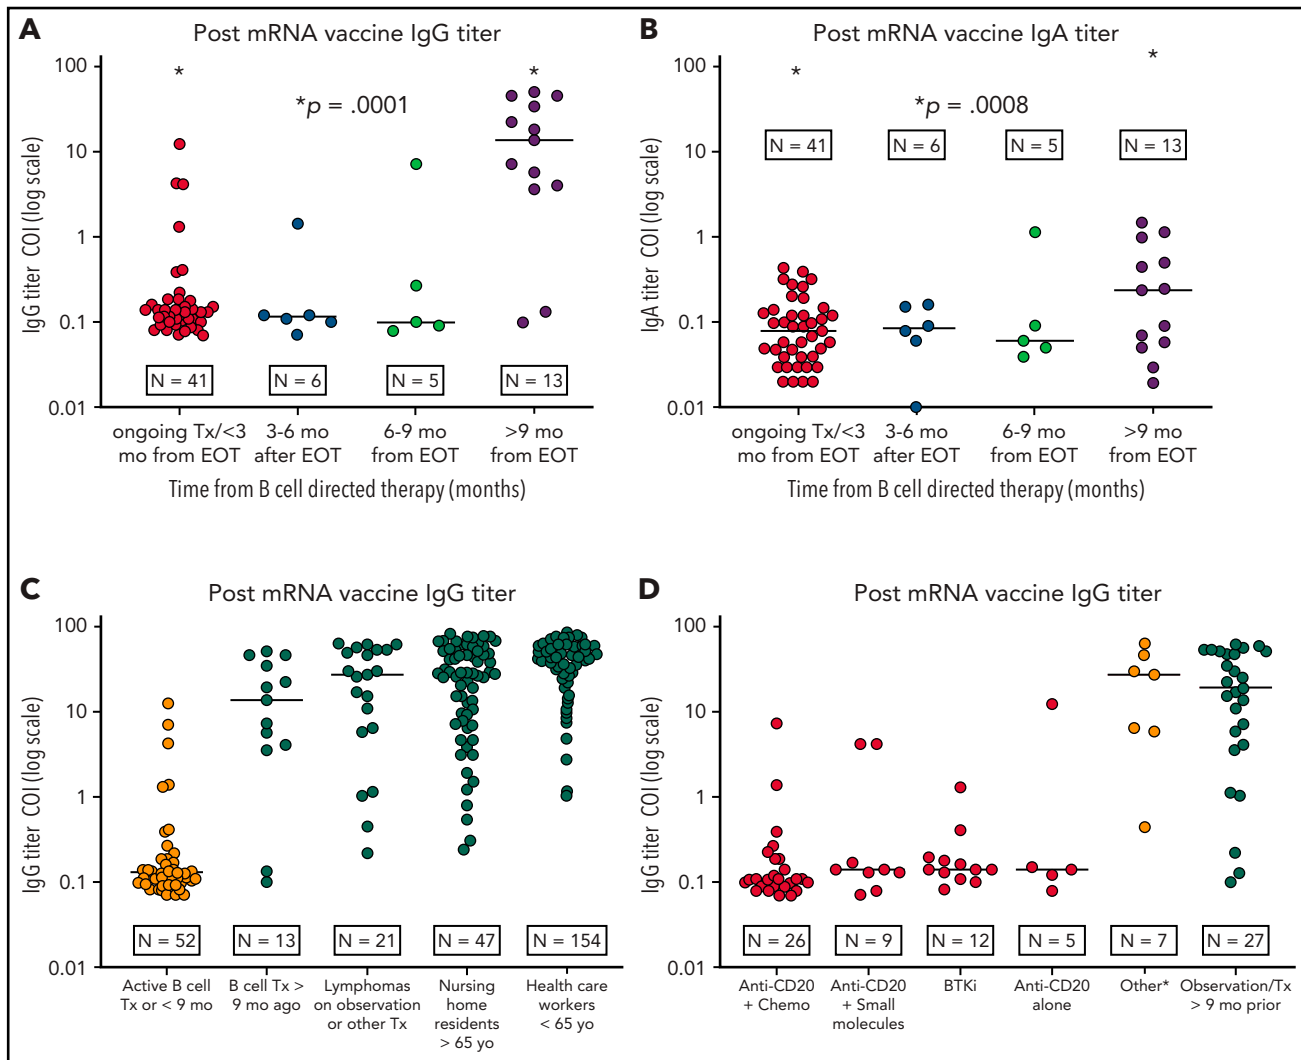 A
Post mRNA vaccine IgG titer
IgG titer COI (log scale)
100
10
1
0.1
0.01
*
*
*p = .0001
N = 41
N = 6
N = 5
N = 13
ongoing Tx/<3
mo from EOT
3-6 mo
after EOT
6-9 mo
from EOT
>9 mo
from EOT
Time from B cell directed therapy (months)
B
Post mRNA vaccine IgA titer
IgA titer COI (log scale)
100
10
1
0.1
0.01
*
*
*p = .0008
N = 41
N = 6
N = 5
N = 13
ongoing Tx/<3
mo from EOT
3-6 mo
after EOT
6-9 mo
from EOT
>9 mo
from EOT
Time from B cell directed therapy (months)
C
Post mRNA vaccine IgG titer
IgG titer COI (log scale)
100
10
1
0.1
0.01
N = 52
N = 13
N = 21
N = 47
N = 154
Active B cell
Tx or < 9 mo
B cell Tx >
9 mo ago
Lymphomas
on observation
or other Tx
Nursing
home
residents
> 65 yo
Health care
workers
< 65 yo
D
Post mRNA vaccine IgG titer
IgG titer COI (log scale)
100
10
1
0.1
0.01
N = 26
N = 9
N = 12
N = 5
N = 7
N = 27
Anti-CD20
+ Chemo
Anti-CD20
+ Small
molecules
BTKi
Anti-CD20
alone
Other*
Observation/Tx
> 9 mo prior